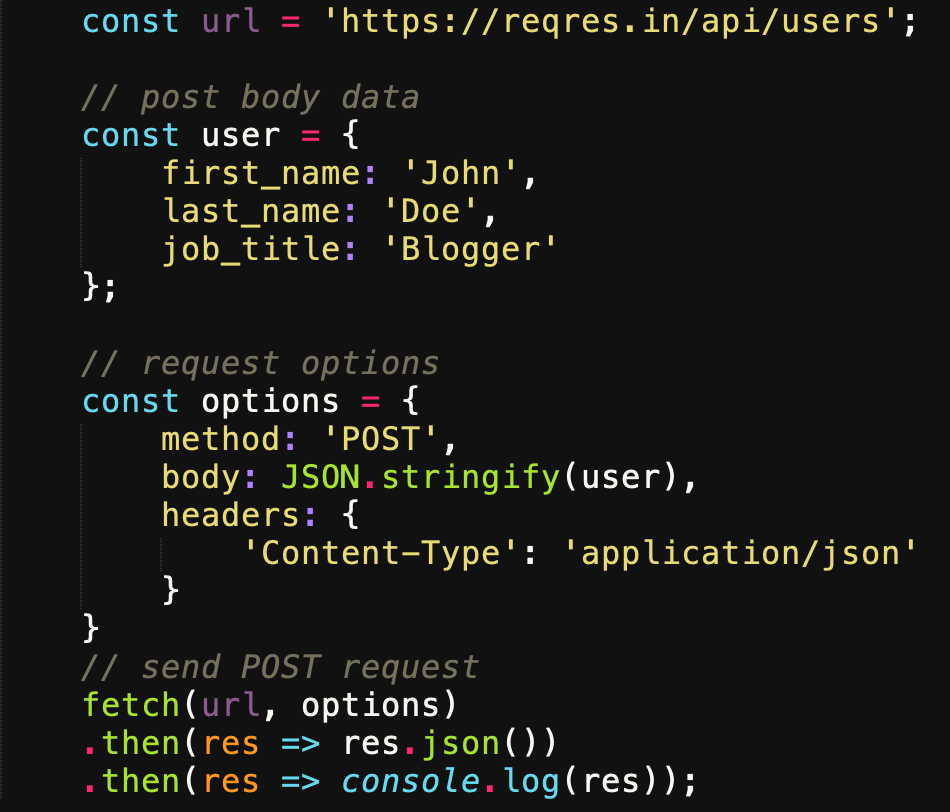 const url = 'https://reqres.in/api/users';
// post body data
const user = {
first_name: 'John',
last_name: 'Doe',
job_title: 'Blogger'
};
// request options
const options = {
method: 'POST',
body: JSON.stringify(user),
headers: {
'Content-Type': 'application/json'
}
}
// send POST request
fetch(url, options)
.then(res => res.json())
.then(res => console.log(res));